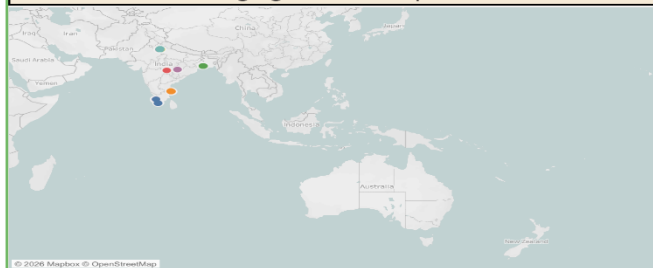 China
Japan
Iraq
Iran
Pakistan
Saudi Arabia
India
Yemen
Indonesia
Australia
New Zealand
© 2026 Mapbox © OpenStreetMap